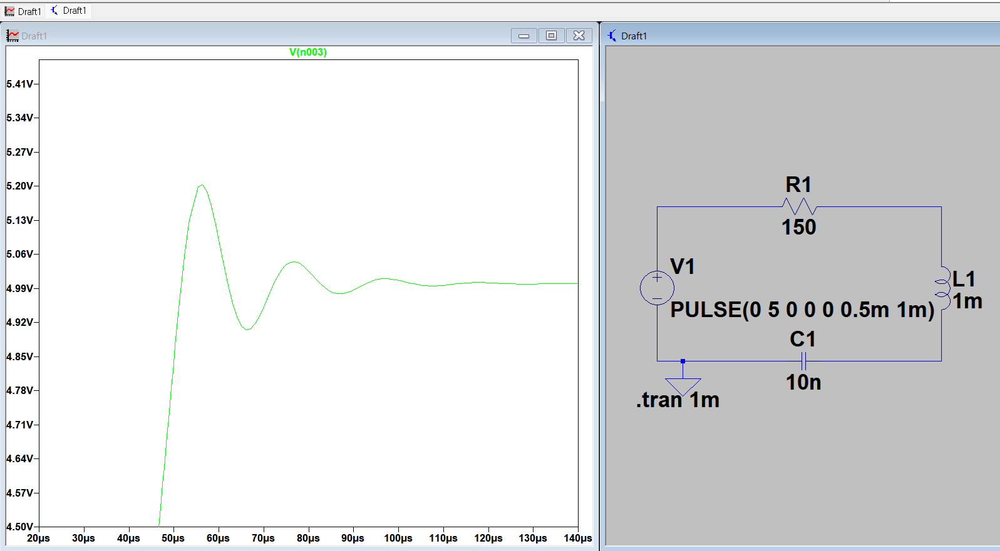 Draft1 Draft1
Draft1
V(n003)
5.41V
5.34V
5.27V
5.20V
5.13V
5.06V
4.99V
4.92V
4.85V
4.78V
4.71V
4.64V
4.57V
4.50V
20µs 30µs 40µs 50µs 60µs 70µs 80µs 90µs 100µs 110µs 120µs 130µs 140µs
Draft1
R1
150
V1
PULSE(0 5 0 0 0 0.5m 1m)
L1
1m
C1
10n
.tran 1m